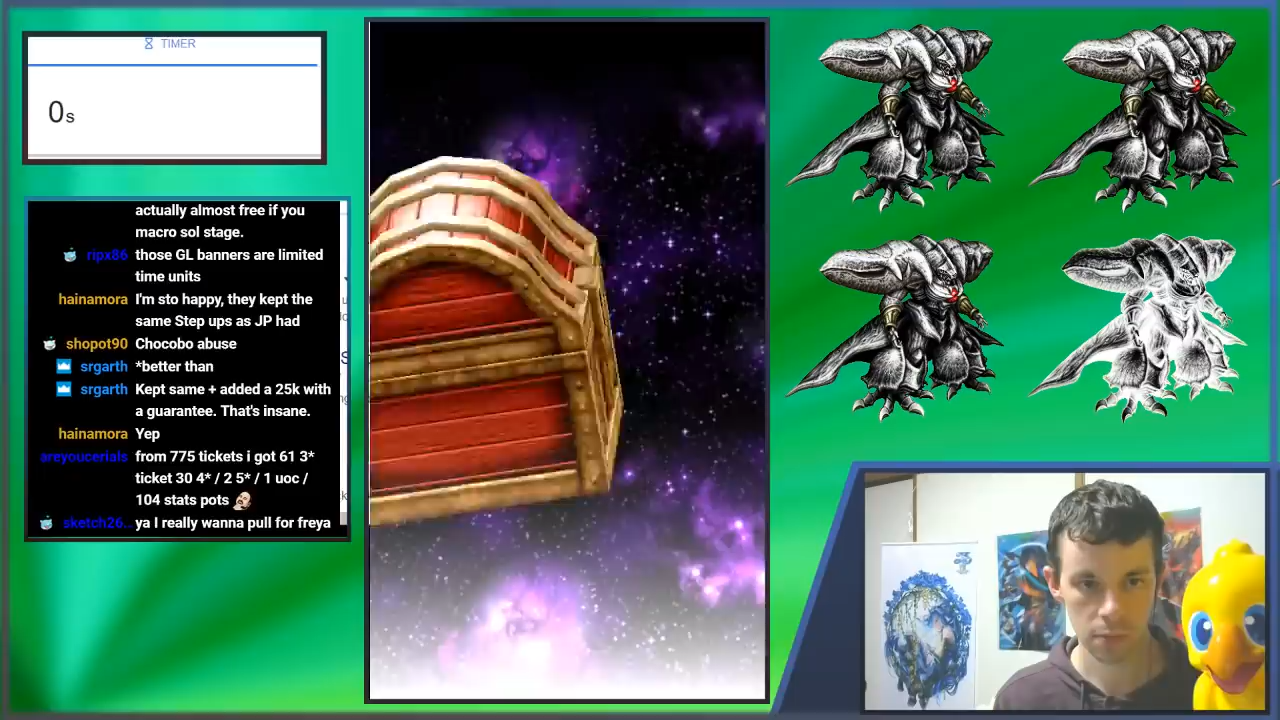 TIMER
0s
actually almost free if you
macro sol stage.
ripx86 those GL banners are limited
time units
hainamora I'm sto happy, they kept the
same Step ups as JP had
shopot90 Chocobo abuse
srgarth *better than
srgarth Kept same + added a 25k with
a guarantee. That's insane.
hainamora Yep
areyoucerials from 775 tickets i got 61 3*
ticket 30 4* / 2 5* / 1 uoc /
104 stats pots
sketch26... ya I really wanna pull for freya